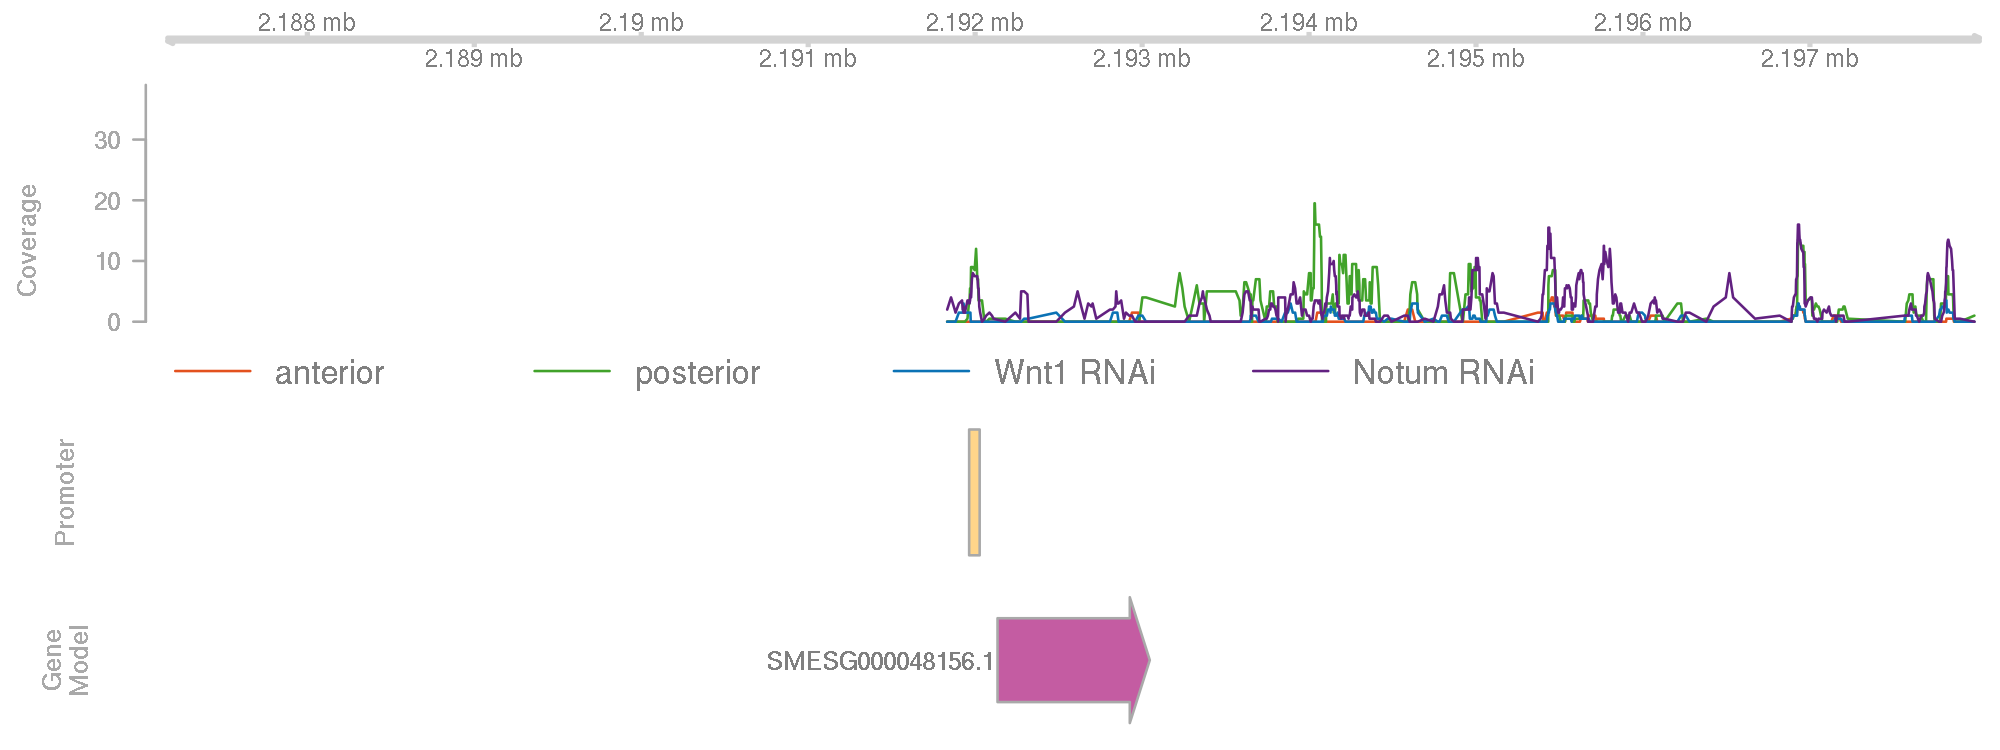 2.188 mb 2.19 mb 2.192 mb 2.194 mb 2.196 mb
2.189 mb 2.191 mb 2.193 mb 2.195 mb 2.197 mb
Coverage
30
20
10
0
anterior posterior Wnt1 RNAi Notum RNAi
Promoter
Gene
Model
SMESG000048156.1